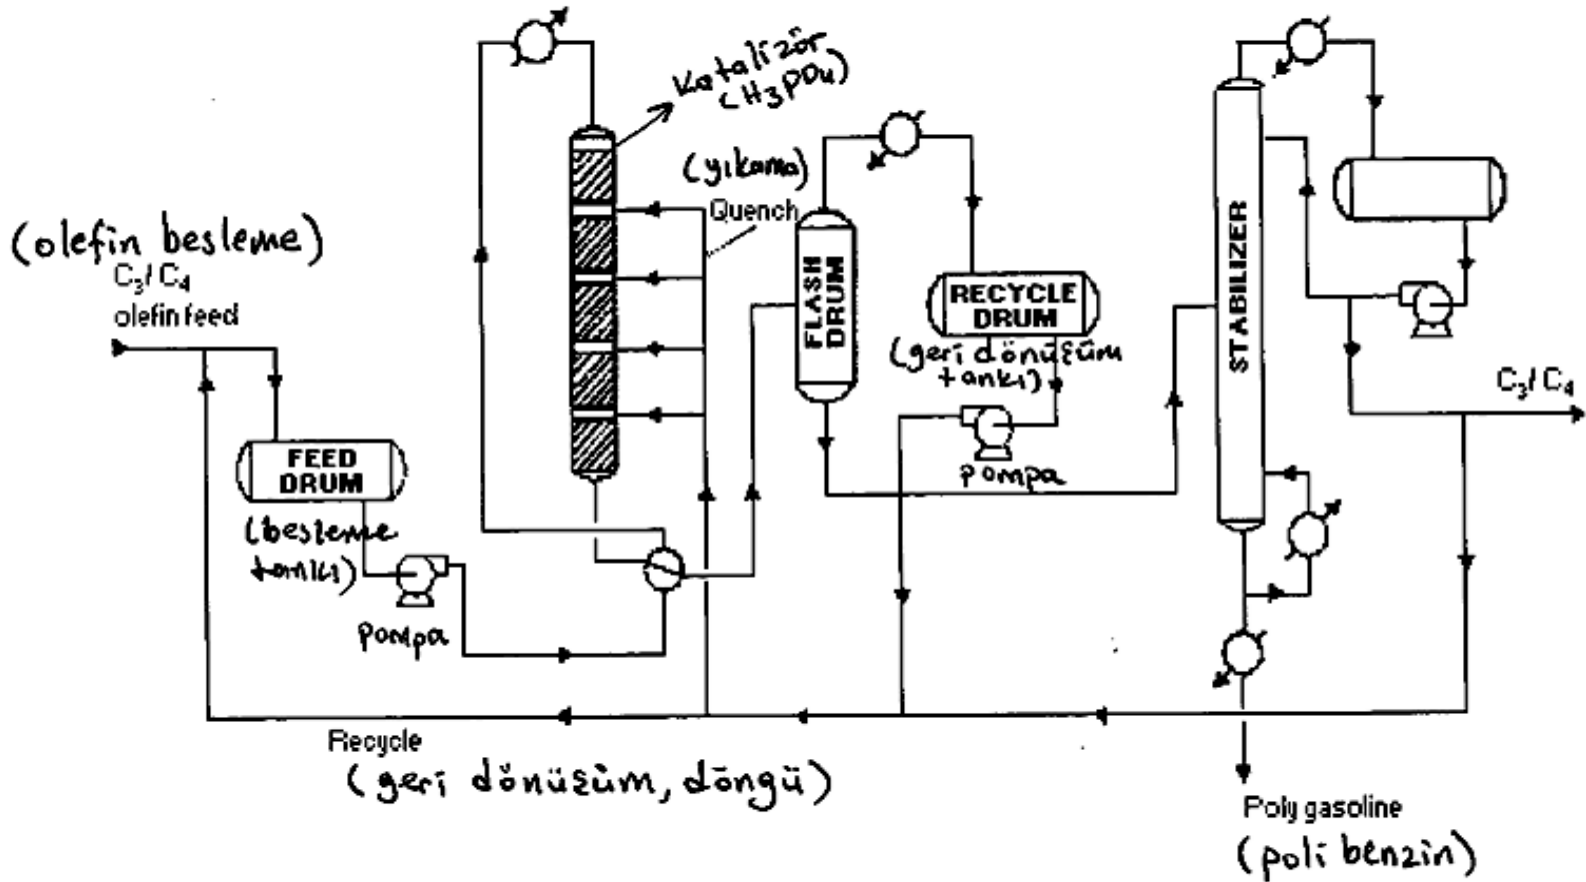 Katalizör
(H3PO4)
(yıkama)
Quench
(olefin besleme)
C3/C4
olefin feed
FEED
DRUM
(besleme
tankı)
pompa
FLASH
DRUM
RECYCLE
DRUM
(geri dönüşüm
tankı)
pompa
STABILIZER
C3/C4
Recycle
(geri dönüşüm, döngü)
Poly gasoline
(poli benzin)